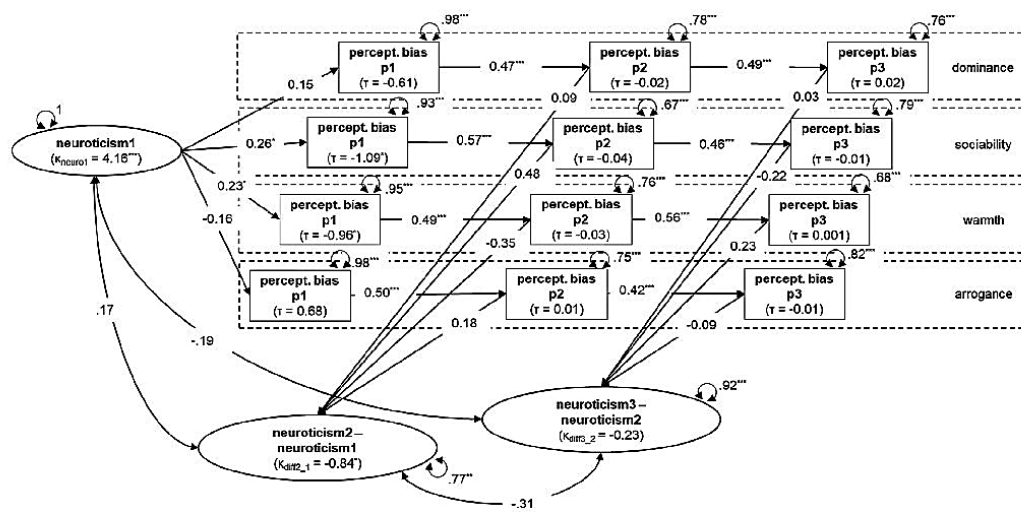 .98***
.78***
.76***
percept. bias
p1
(τ = -0.61)
0.47***
percept. bias
p2
(τ = -0.02)
0.49***
percept. bias
p3
(τ = 0.02)
dominance
0.15
0.09
0.03
.93***
.67***
.79***
1
neuroticism1
(κneuro1 = 4.16***)
0.26*
percept. bias
p1
(τ = -1.09*)
0.57***
percept. bias
p2
(τ = -0.04)
0.46***
percept. bias
p3
(τ = -0.01)
sociability
0.48
-0.22
0.23*
.95***
.76***
.68***
-0.16
percept. bias
p1
(τ = -0.96*)
0.49***
percept. bias
p2
(τ = -0.03)
0.56***
percept. bias
p3
(τ = 0.001)
warmth
-0.35
0.23
.98***
.75***
.82***
percept. bias
p1
(τ = 0.68)
0.50***
percept. bias
p2
(τ = 0.01)
0.42***
percept. bias
p3
(τ = -0.01)
arrogance
.17
0.18
-0.09
-.19
.92***
neuroticism3–
neuroticism2
(κdiff3_2 = -0.23)
neuroticism2–
neuroticism1
(κdiff2_1 = -0.84*)
.77**
-.31